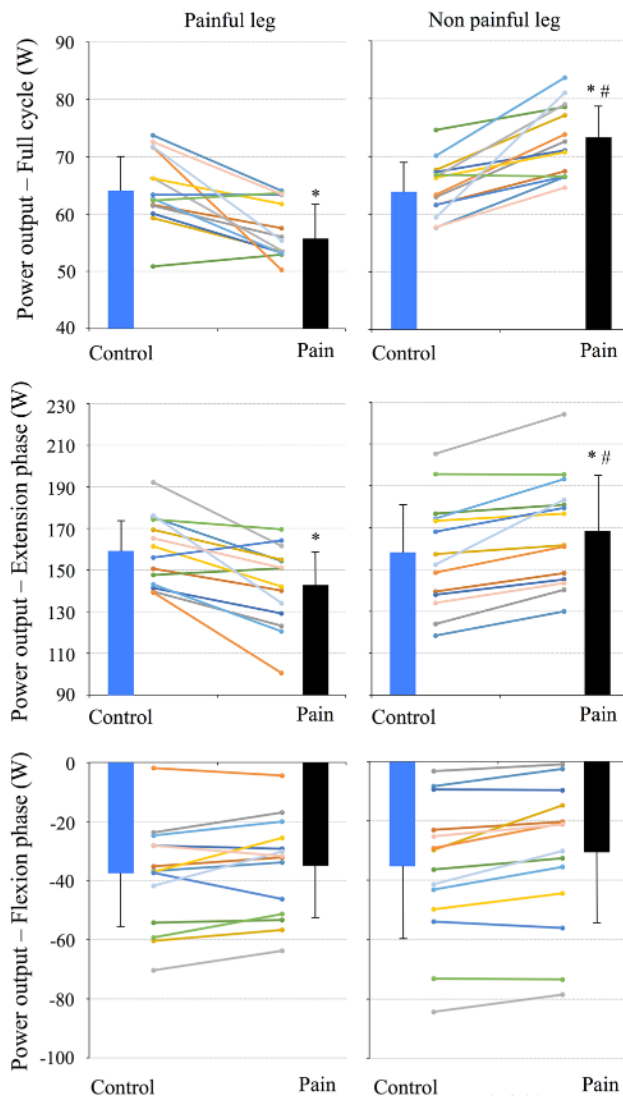 Painful leg
Non painful leg
Power output – Full cycle (W)
90
80
70
60
50
40
*
* #
Control
Pain
Control
Pain
Power output – Extension phase (W)
230
210
190
170
150
130
110
90
*
* #
Control
Pain
Control
Pain
Power output – Flexion phase (W)
0
-20
-40
-60
-80
-100
Control
Pain
Control
Pain